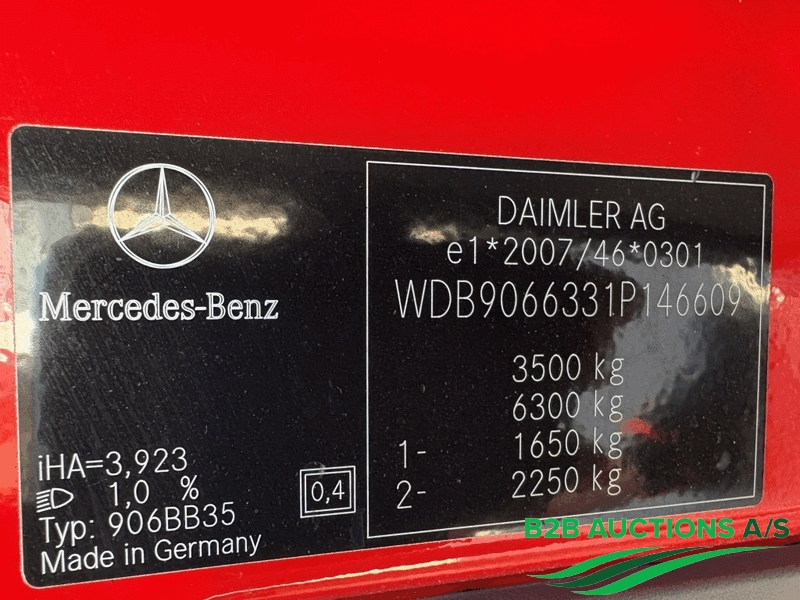 Mercedes-Benz
iHA=3,923
1,0 %
Typ: 906BB35
Made in Germany
0,4
DAIMLER AG
e1*2007/46*0301
WDB9066331P146609
3500 kg
6300 kg
1- 1650 kg
2- 2250 kg
B2B AUCTIONS A/S